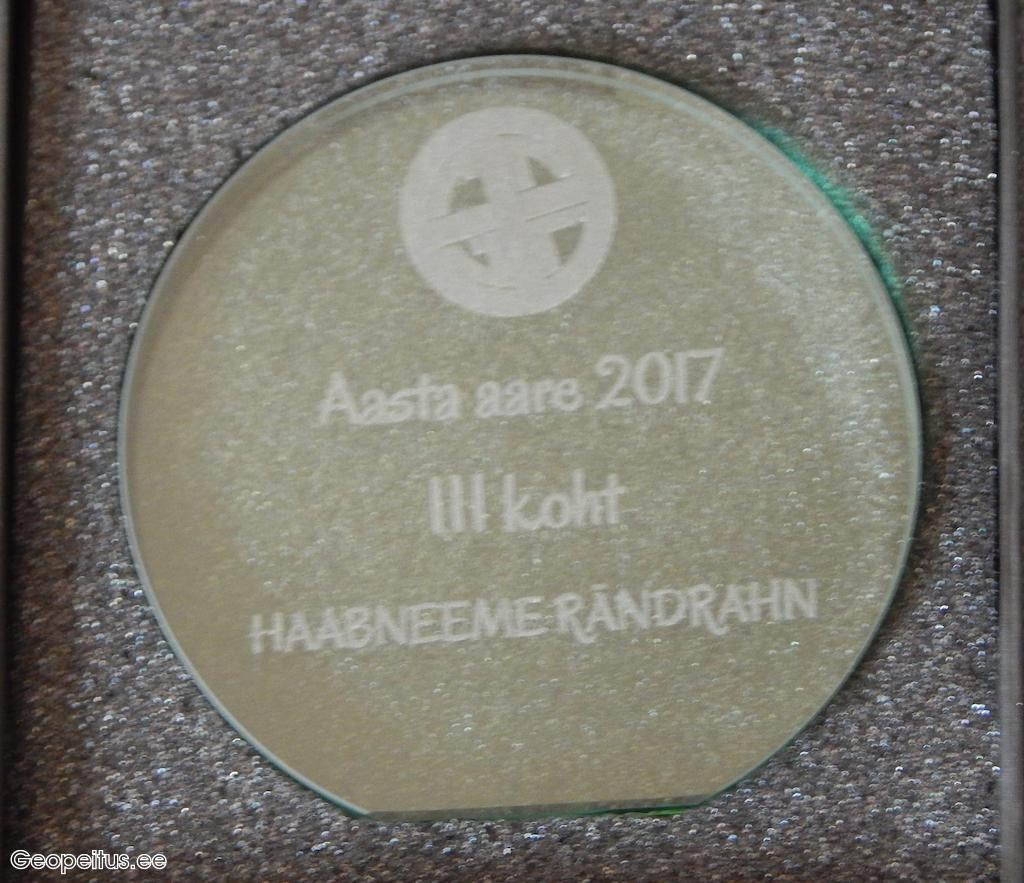 Aasta aare 2017
III koht
HAABNEEME RÄNDRAHN
Geopeitus.ee